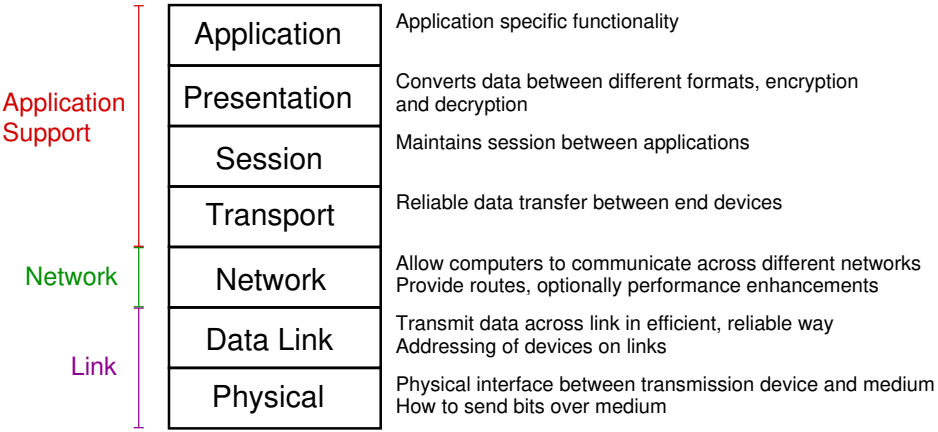 Application
Application specific functionality
Presentation
Converts data between different formats, encryption
and decryption
Application
Support
Session
Maintains session between applications
Transport
Reliable data transfer between end devices
Network
Network
Allow computers to communicate across different networks
Provide routes, optionally performance enhancements
Data Link
Transmit data across link in efficient, reliable way
Addressing of devices on links
Link
Physical
Physical interface between transmission device and medium
How to send bits over medium